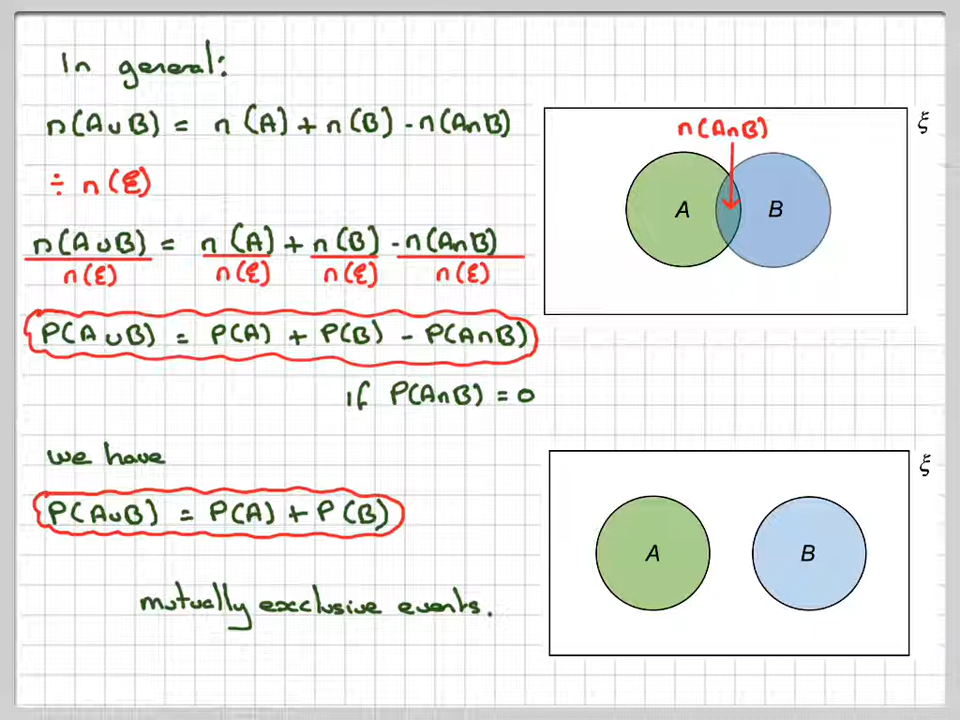 In general:
n(A∪B) = n(A) + n(B) - n(A∩B)
÷ n(ξ)
n(A∪B)/n(ξ) = n(A)/n(ξ) + n(B)/n(ξ) - n(A∩B)/n(ξ)
P(A∪B) = P(A) + P(B) - P(A∩B)
if P(A∩B) = 0
we have
P(A∪B) = P(A) + P(B)
mutually exclusive events.
n(A∩B)
ξ
A B
ξ
A B